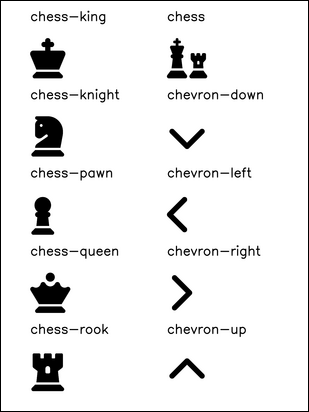 chess-king chess
chess-knight chevron-down
chess-pawn chevron-left
chess-queen chevron-right
chess-rook chevron-up